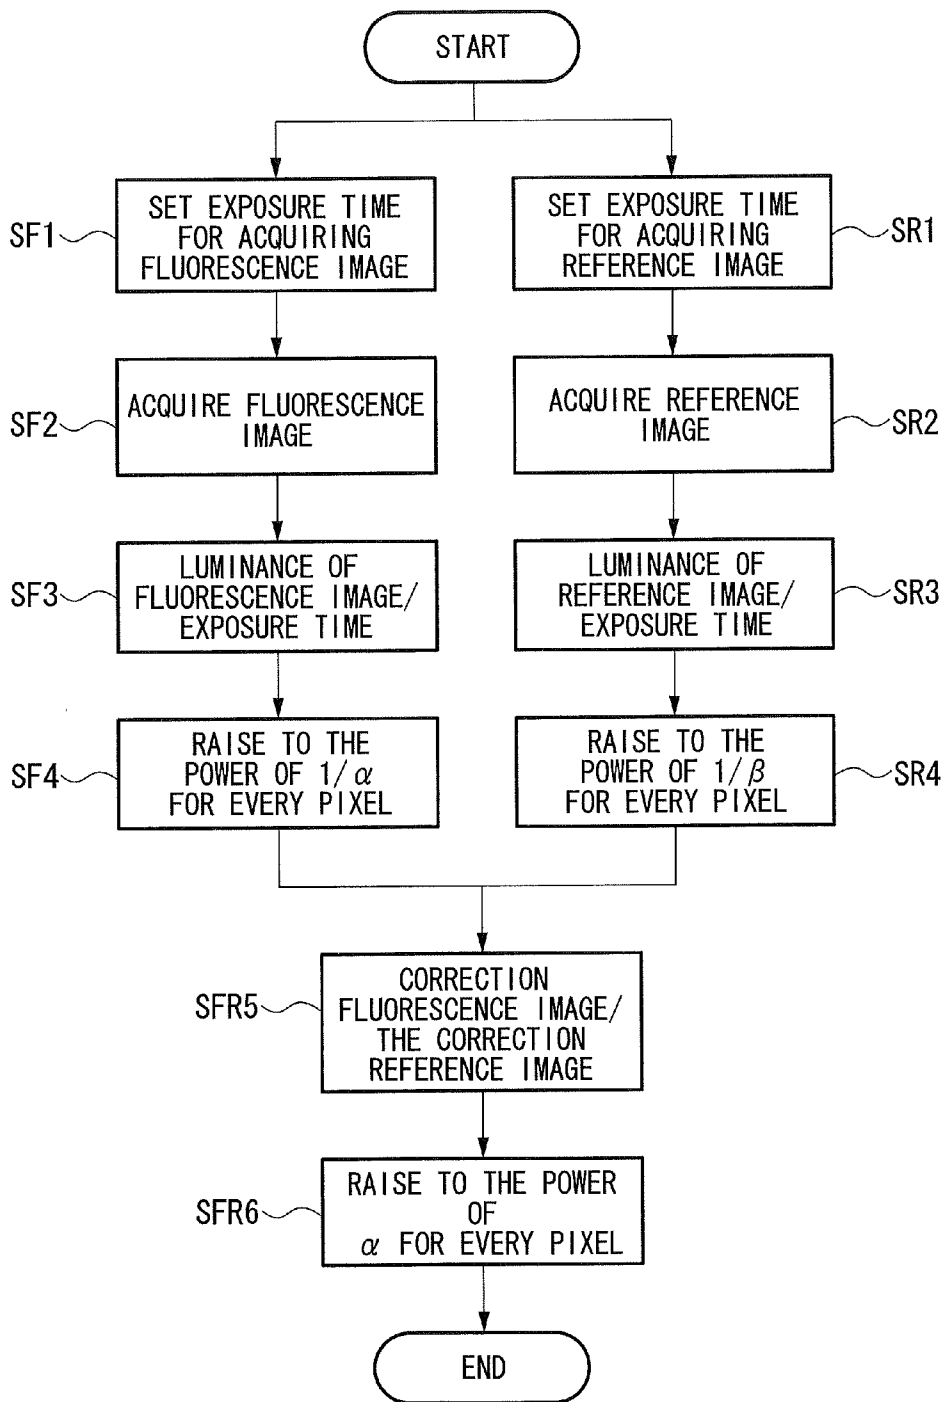 START
SF1
SET EXPOSURE TIME
FOR ACQUIRING
FLUORESCENCE IMAGE
SET EXPOSURE TIME
FOR ACQUIRING
REFERENCE IMAGE
SR1
SF2
ACQUIRE FLUORESCENCE
IMAGE
ACQUIRE REFERENCE
IMAGE
SR2
SF3
LUMINANCE OF
FLUORESCENCE IMAGE/
EXPOSURE TIME
LUMINANCE OF
REFERENCE IMAGE/
EXPOSURE TIME
SR3
SF4
RAISE TO THE
POWER OF 1/α
FOR EVERY PIXEL
RAISE TO THE
POWER OF 1/β
FOR EVERY PIXEL
SR4
SFR5
CORRECTION
FLUORESCENCE IMAGE/
THE CORRECTION
REFERENCE IMAGE
SFR6
RAISE TO THE POWER
OF
α FOR EVERY PIXEL
END